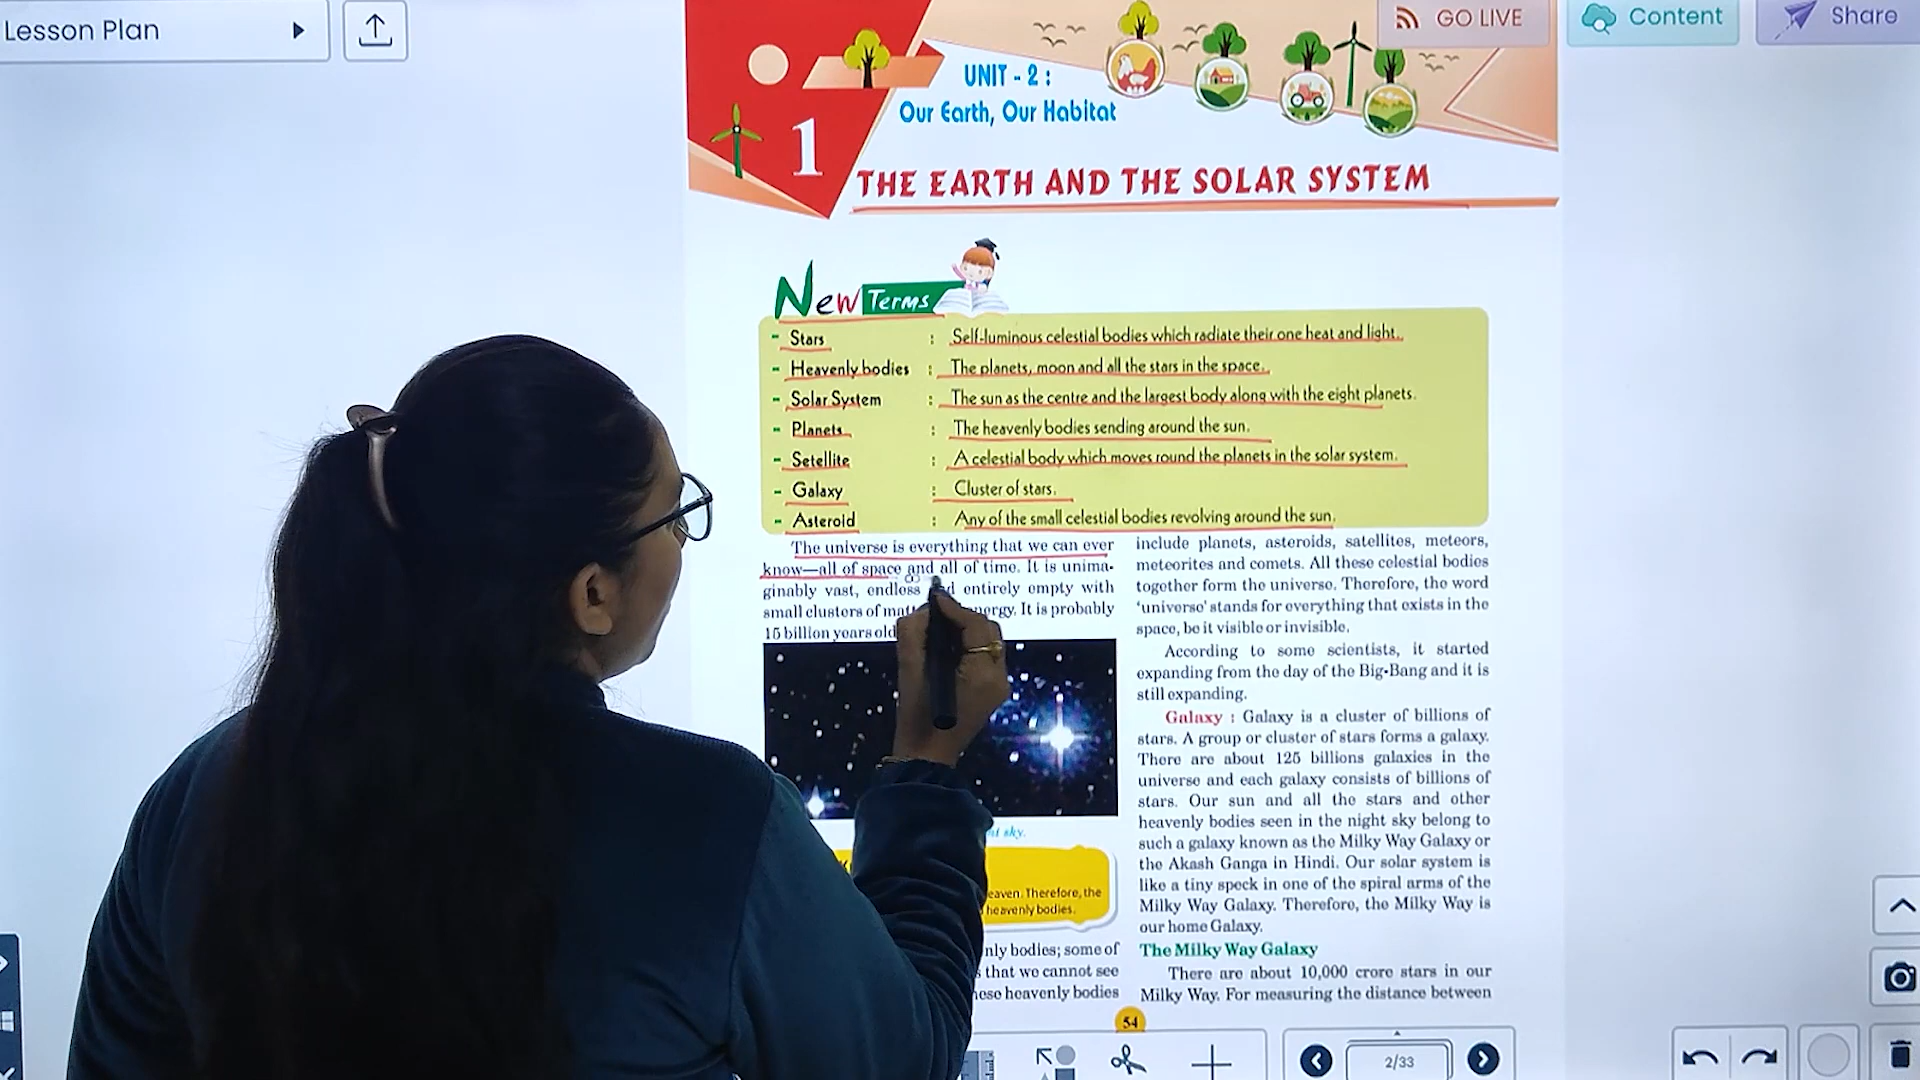 Lesson Plan
GO LIVE
Content
Share
UNIT - 2 :
Our Earth, Our Habitat
1
THE EARTH AND THE SOLAR SYSTEM
New Terms
- Stars : Self-luminous celestial bodies which radiate their one heat and light.
- Heavenly bodies : The planets, moon and all the stars in the space.
- Solar System : The sun as the centre and the largest body along with the eight planets.
- Planets : The heavenly bodies sending around the sun.
- Setellite : A celestial body which moves round the planets in the solar system.
- Galaxy : Cluster of stars.
- Asteroid : Any of the small celestial bodies revolving around the sun.
The universe is everything that we can ever
know—all of space and all of time. It is unima-
ginably vast, endless entirely empty with
small clusters of It is probably
15 billion years old
sky.
eaven. Therefore, the
heavenly bodies.
nly bodies; some of
that we cannot see
hese heavenly bodies
include planets, asteroids, satellites, meteors,
meteorites and comets. All these celestial bodies
together form the universe. Therefore, the word
'universe' stands for everything that exists in the
space, be it visible or invisible.
According to some scientists, it started
expanding from the day of the Big-Bang and it is
still expanding.
Galaxy : Galaxy is a cluster of billions of
stars. A group or cluster of stars forms a galaxy.
There are about 125 billions galaxies in the
universe and each galaxy consists of billions of
stars. Our sun and all the stars and other
heavenly bodies seen in the night sky belong to
such a galaxy known as the Milky Way Galaxy or
the Akash Ganga in Hindi. Our solar system is
like a tiny speck in one of the spiral arms of the
Milky Way Galaxy. Therefore, the Milky Way is
our home Galaxy.
The Milky Way Galaxy
There are about 10,000 crore stars in our
Milky Way. For measuring the distance between
54
2/33